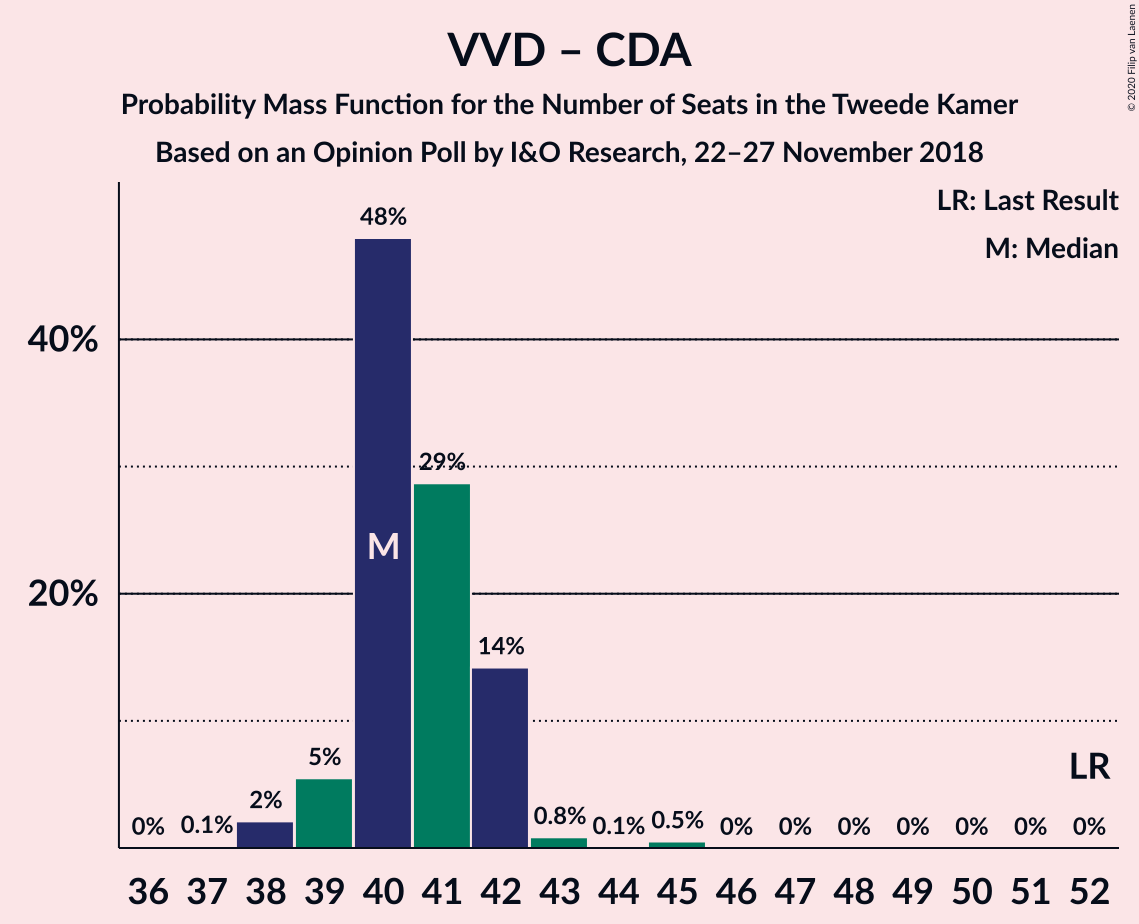 VVD – CDA
Probability Mass Function for the Number of Seats in the Tweede Kamer
Based on an Opinion Poll by I&O Research, 22–27 November 2018
© 2020 Filip van Laenen
LR: Last Result
M: Median
48%
40%
29%
M
20%
14%
5%
LR
2%
0% 0.1% 0.8% 0.1% 0.5% 0% 0% 0% 0% 0% 0% 0%
36 37 38 39 40 41 42 43 44 45 46 47 48 49 50 51 52